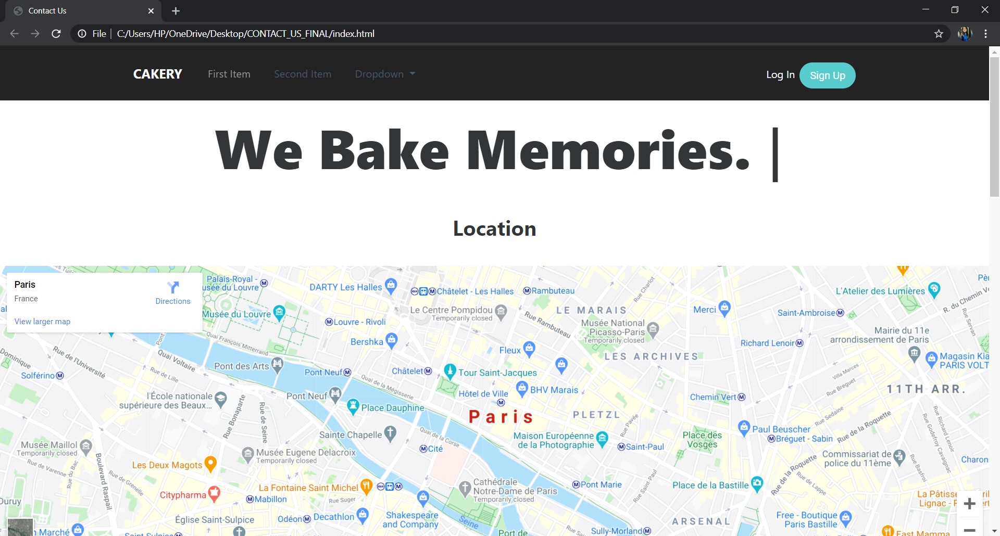 Contact Us
File
C:/Users/HP/OneDrive/Desktop/CONTACT_US_FINAL/index.html
CAKERY
First Item
Second Item
Dropdown
Log In
Sign Up
We Bake Memories. |
Location
Paris
France
Directions
View larger map
Palais-Royal -
Musée du Louvre
DARTY Les Halles
Châtelet - Les Halles
Rambuteau
L'Atelier des Lumières
Rue Charlot
R. du Chemin V
Rue Servan
Musée du Louvre
Le Centre Pompidou
Temporarily closed
LE MARAIS
Merci
Saint-Ambroise
Louvre - Rivoli
Rue Rambuteau
Musée National
Picasso-Paris
Temporarily closed
Mairie du 11e
arrondissement de Paris
Quai François Mitterrand
Bershka
Fleux
Richard Lenoir
LES ARCHIVES
Magasin Kia
PARIS VOLT
Dominique
Rue de l'Université
Quai Voltaire
Rue de Lille
Solférino
Pont des Arts
Pont Neuf
Châtelet
Tour Saint-Jacques
Quai de la Mégisserie
Villa Marces
Rue Breguet
11TH ARR.
Hôtel de Ville
BHV Marais
l'École nationale
supérieure des Beaux...
Rue Bonaparte
Rue de Seine
Pont Neuf
Place Dauphine
Chemin Vert
Paris
PLETZL
Rue Pavée
Rue Sedaine
Rue de la Roquette
Rue Richard Lenoir
Rue Godefroy Cavaignac
Sainte Chapelle
Quai de la Corse
Maison Européenne
de la Photographie
Place des
Vosges
Paul Beuscher
Bréguet - Sabin
Musée Maillol
Temporarily closed
Cité
Saint-Paul
Musée Eugene Delacroix
Temporarily closed
Commissariat de
police du 11ème
Charon
Rue de Varenne
Rue du Bac
Boulevard Raspail
Rue de Grenelle
Les Deux Magots
Rue de la Roquette
Rue Basfroi
Citypharma
La Fontaine Saint Michel
Cathédrale
Notre-Dame de Paris
Temporarily closed
Pont Marie
Rue Saint-Paul
Place de la Bastille
Rue de la Roquette
Rue de Lappe
La Pâtisse
Lignac - P
Duruy
Mabillon
Rue Suger
Église Saint-Sulpice
Odéon
Decathlon
Shakespeare
and Company
Seine
ARSENAL
Free - Boutique
Paris Bastille
Marché
Saint-Sulpice
Port de
Sully-Morland
East Mamma